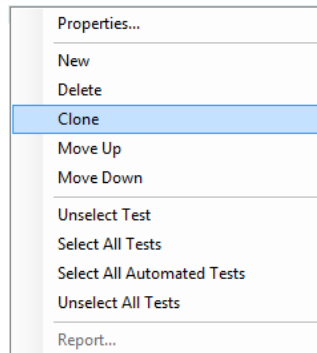 Properties...
New
Delete
Clone
Move Up
Move Down
Unselect Test
Select All Tests
Select All Automated Tests
Unselect All Tests
Report...